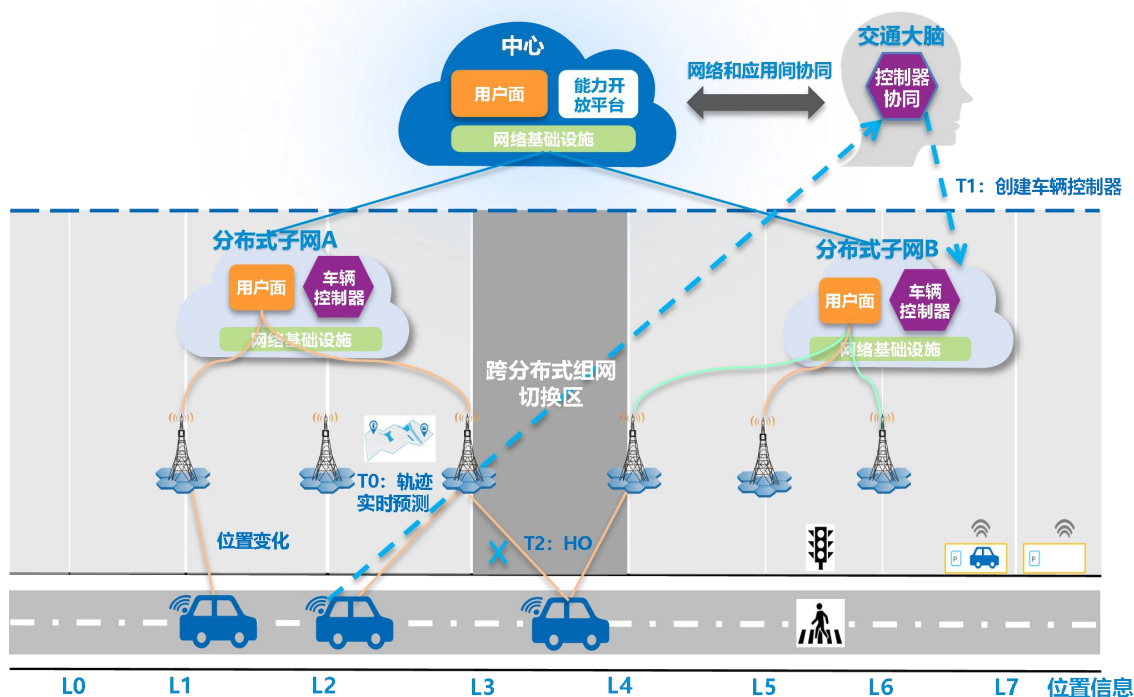 中心
用户面
能力开
放平台
网络基础设施
网络和应用间协同
交通大脑
控制器
协同
T1：创建车辆控制器
分布式子网A
用户面
车辆
控制器
网络基础设施
分布式子网B
用户面
车辆
控制器
网络基础设施
跨分布式组网
切换区
T0：轨迹
实时预测
位置变化
T2：HO
P
P
L0 L1 L2 L3 L4 L5 L6 L7 位置信息